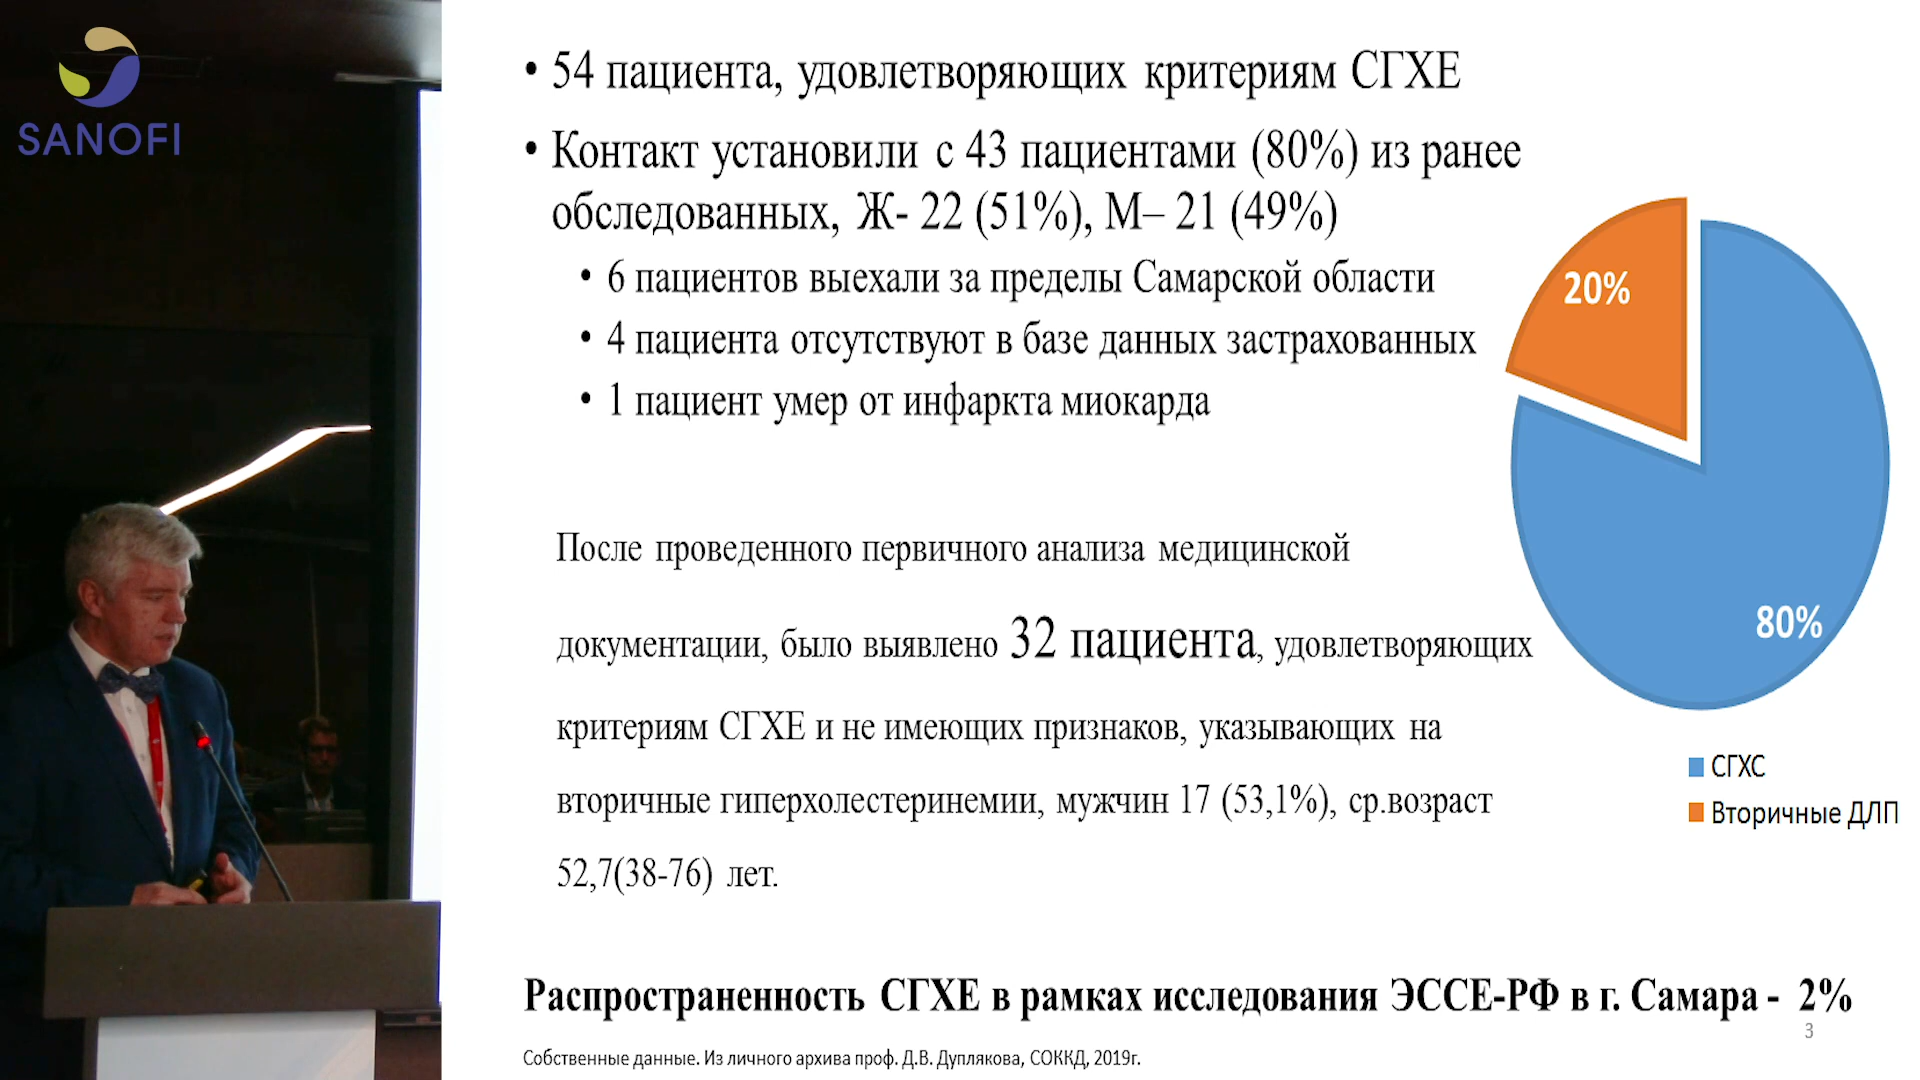 SANOFI
• 54 пациента, удовлетворяющих критериям СГХЕ
• Контакт установили с 43 пациентами (80%) из ранее
обследованных, Ж- 22 (51%), М– 21 (49%)
• 6 пациентов выехали за пределы Самарской области
• 4 пациента отсутствуют в базе данных застрахованных
• 1 пациент умер от инфаркта миокарда
20%
80%
СГХС
Вторичные ДЛП
После проведенного первичного анализа медицинской
документации, было выявлено 32 пациента, удовлетворяющих
критериям СГХЕ и не имеющих признаков, указывающих на
вторичные гиперхолестеринемии, мужчин 17 (53,1%), ср.возраст
52,7(38-76) лет.
Распространенность СГХЕ в рамках исследования ЭССЕ-РФ в г. Самара - 2%
3
Собственные данные. Из личного архива проф. Д.В. Дуплякова, СОККД, 2019г.